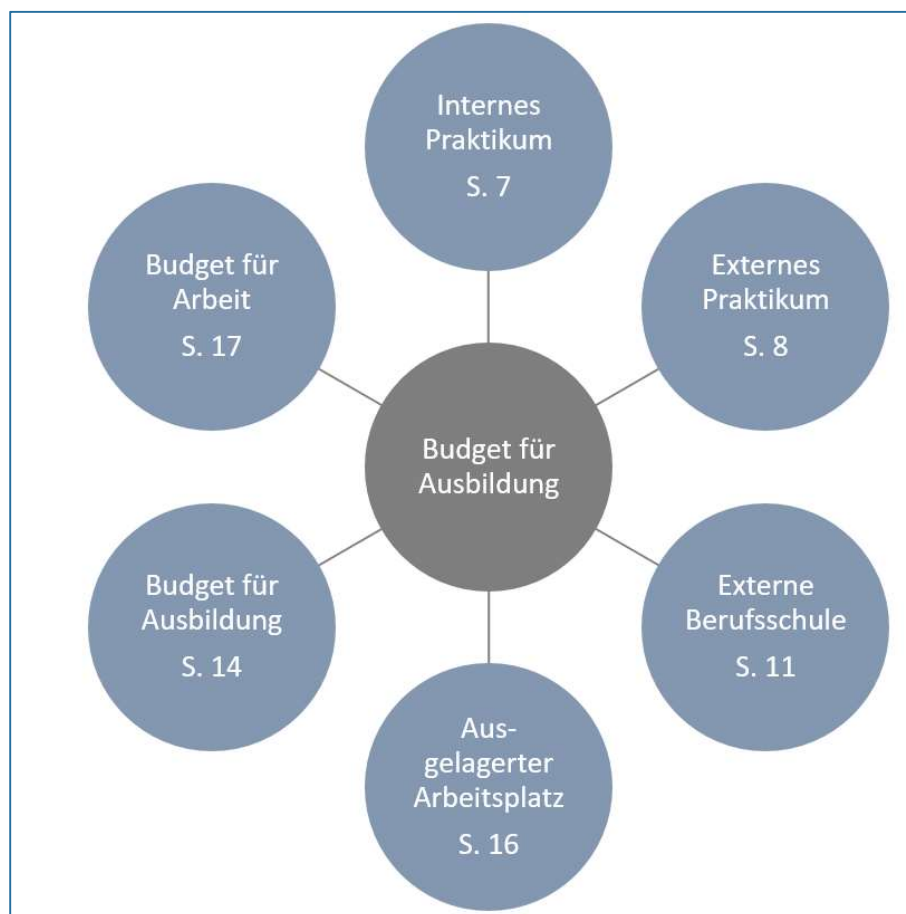 Internes
Praktikum
S. 7
Externes
Praktikum
S. 8
Externe
Berufsschule
S. 11
Aus-
gelagerter
Arbeitsplatz
S. 16
Budget für
Ausbildung
S. 14
Budget für
Arbeit
S. 17
Budget für
Ausbildung